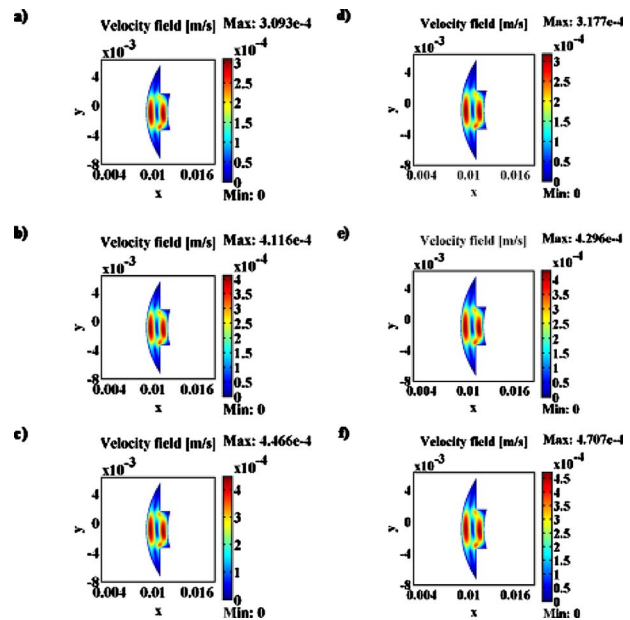 a)
Velocity field [m/s] Max: 3.093e-4
x10⁻³
x10⁻⁴
4
0
-4
-8
y
0.004 0.01 0.016
x
3
2.5
2
1.5
1
0.5
0
Min: 0
d)
Velocity field [m/s] Max: 3.177e-4
x10⁻³
x10⁻⁴
4
0
-4
-8
y
0.004 0.01 0.016
x
3
2.5
2
1.5
1
0.5
0
Min: 0
b)
Velocity field [m/s] Max: 4.116e-4
x10⁻³
x10⁻⁴
4
0
-4
-8
y
0.004 0.01 0.016
x
4
3.5
3
2.5
2
1.5
1
0.5
0
Min: 0
e)
Velocity field [m/s] Max: 4.296e-4
x10⁻³
x10⁻⁴
4
0
-4
-8
y
0.004 0.01 0.016
x
4
3.5
3
2.5
2
1.5
1
0.5
0
Min: 0
c)
Velocity field [m/s] Max: 4.466e-4
x10⁻³
x10⁻⁴
4
0
-4
-8
y
0.004 0.01 0.016
x
4
3.5
3
2.5
2
1.5
1
0.5
0
Min: 0
f)
Velocity field [m/s] Max: 4.707e-4
x10⁻³
x10⁻⁴
4
0
-4
-8
y
0.004 0.01 0.016
x
4.5
4
3.5
3
2.5
2
1.5
1
0.5
0
Min: 0